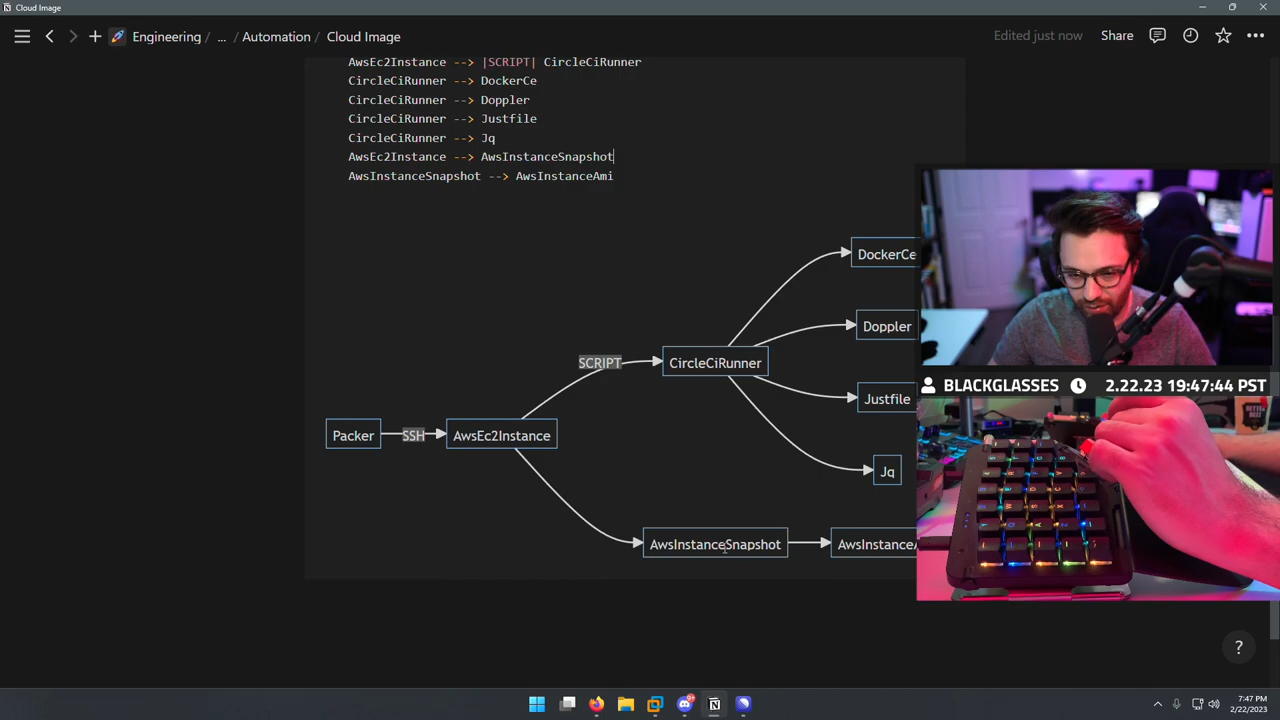 Cloud Image
Engineering / ... / Automation / Cloud Image
Edited just now
Share
AwsEc2Instance --> |SCRIPT| CircleCiRunner
CircleCiRunner --> DockerCe
CircleCiRunner --> Doppler
CircleCiRunner --> Justfile
CircleCiRunner --> Jq
AwsEc2Instance --> AwsInstanceSnapshot
AwsInstanceSnapshot --> AwsInstanceAmi
DockerCe
Doppler
SCRIPT
CircleCiRunner
BLACKGLASSES 2.22.23 19:47:44 PST
Justfile
Packer
SSH
AwsEc2Instance
Jq
AwsInstanceSnapshot
AwsInstanceA
?
7:47 PM
2/22/2023